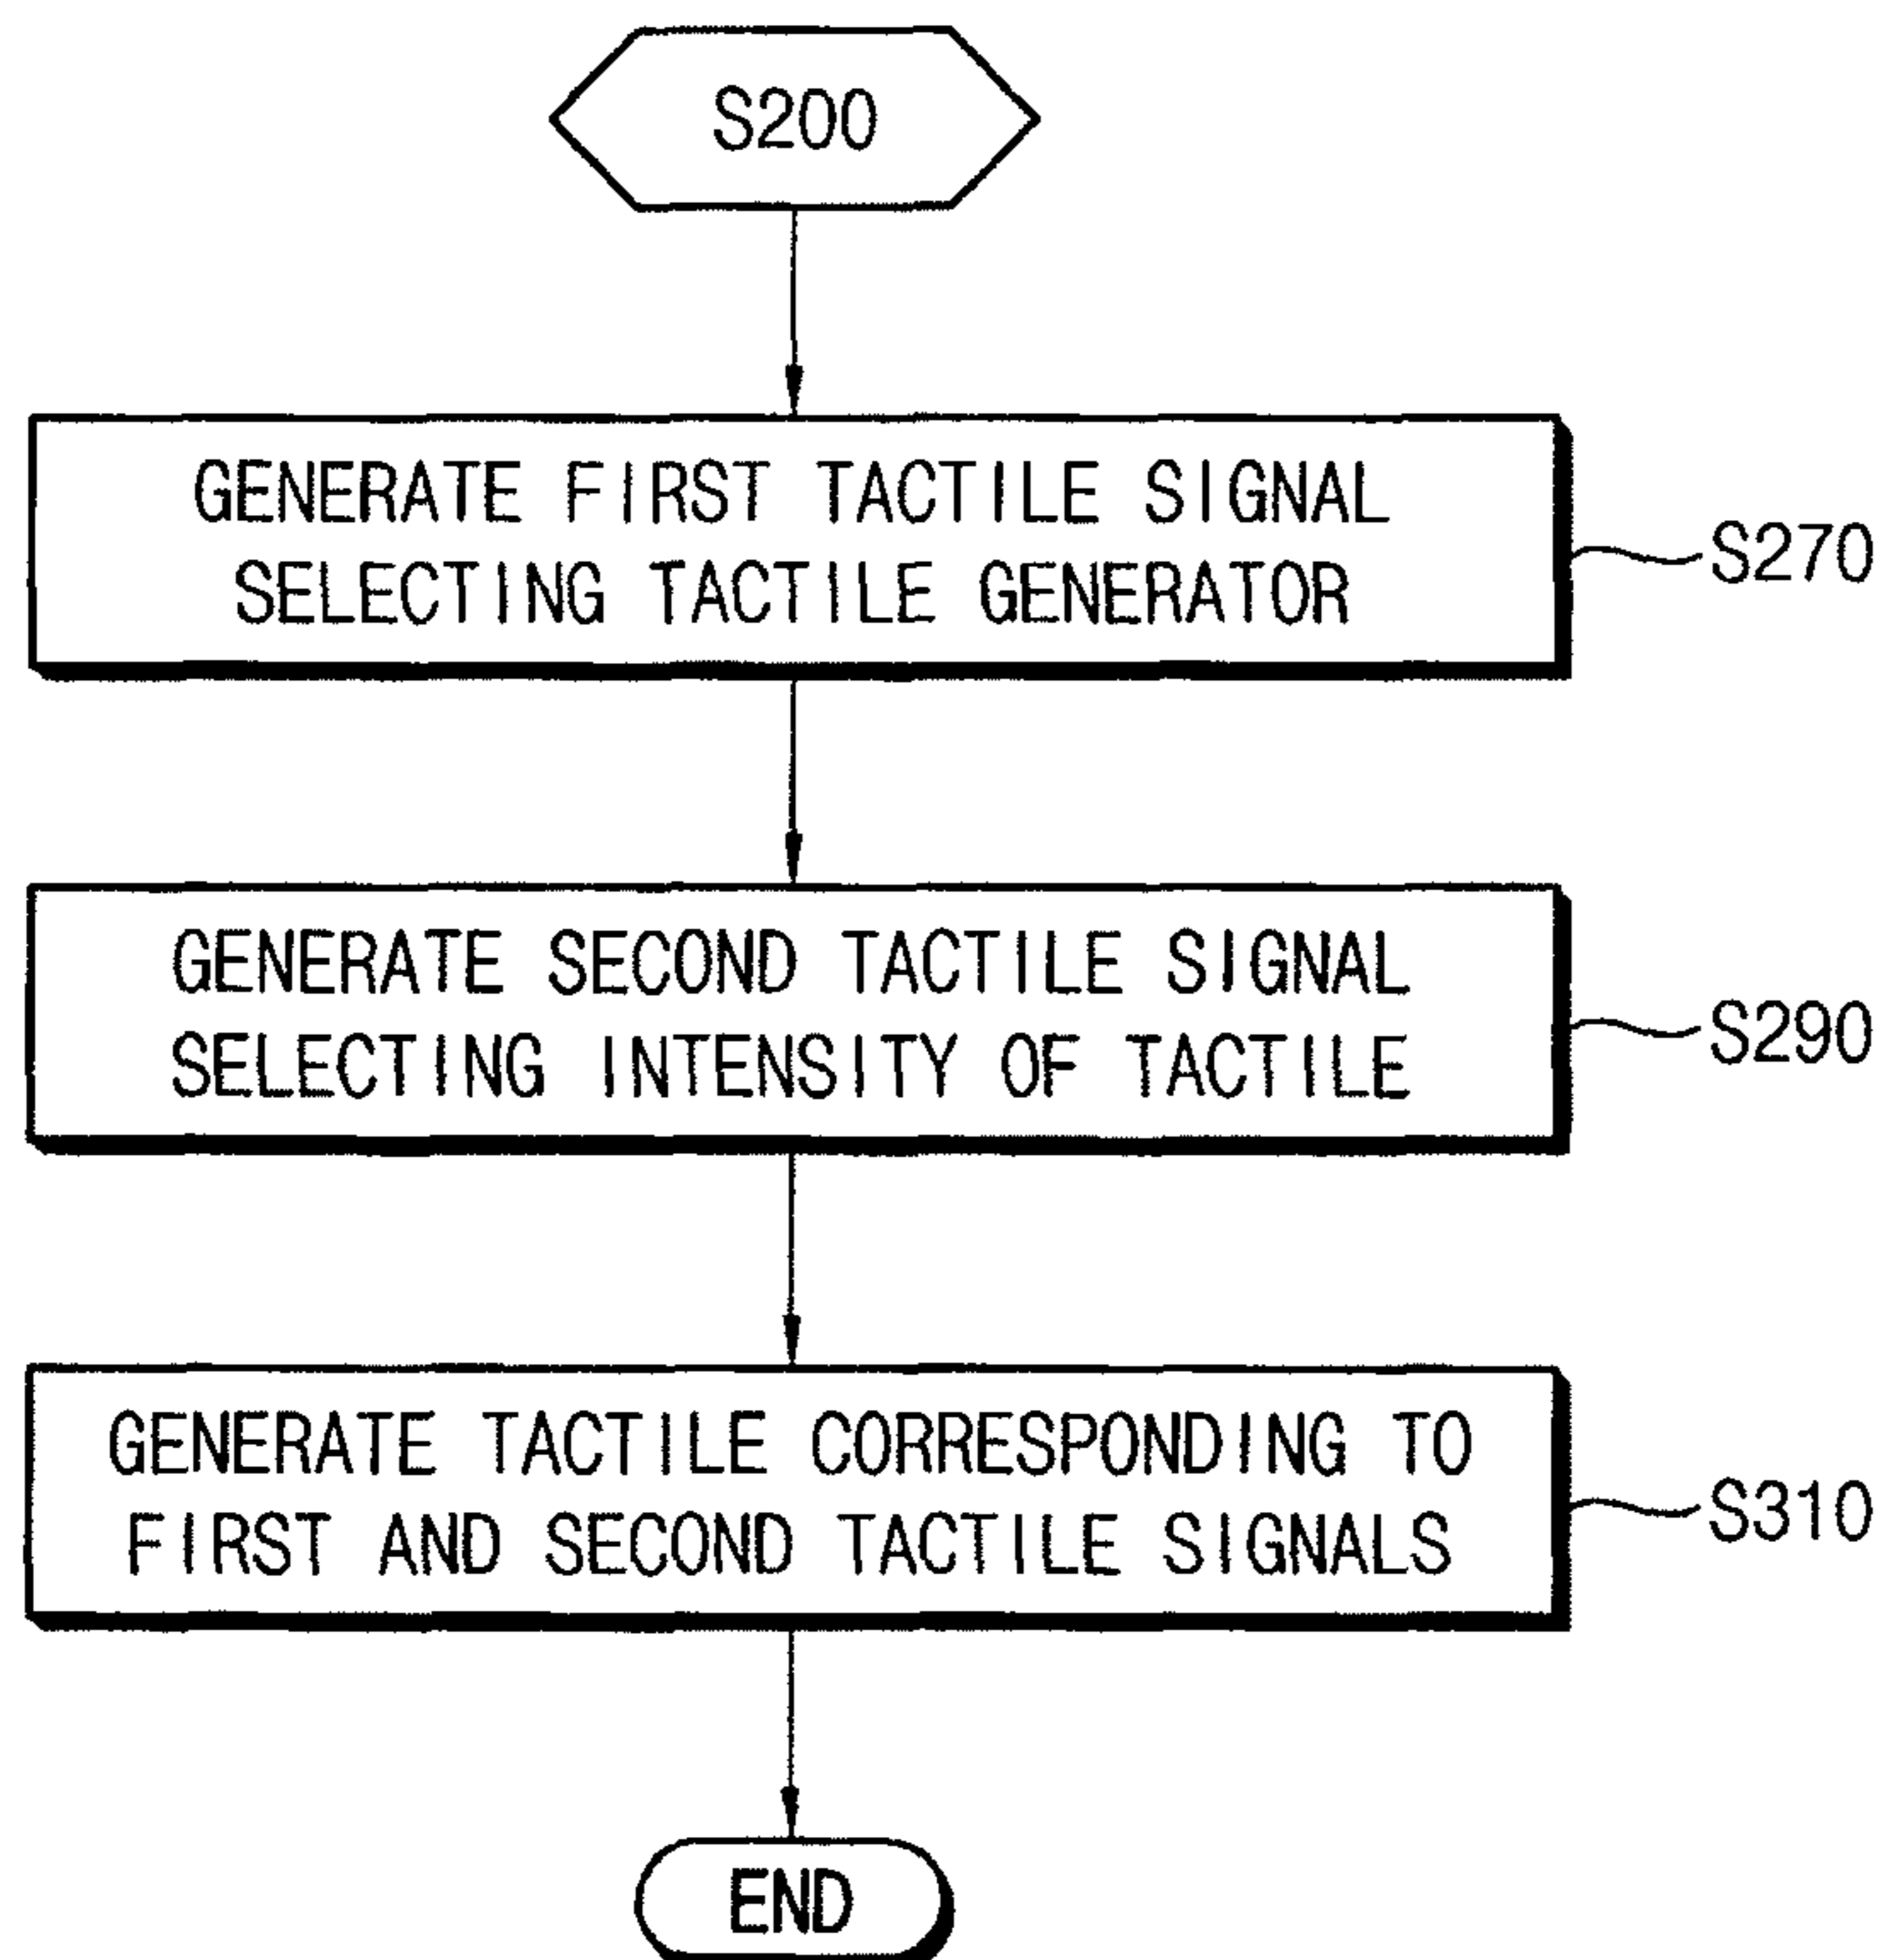 S200
GENERATE FIRST TACTILE SIGNAL
SELECTING TACTILE GENERATOR
S270
GENERATE SECOND TACTILE SIGNAL
SELECTING INTENSITY OF TACTILE
S290
GENERATE TACTILE CORRESPONDING TO
FIRST AND SECOND TACTILE SIGNALS
S310
END